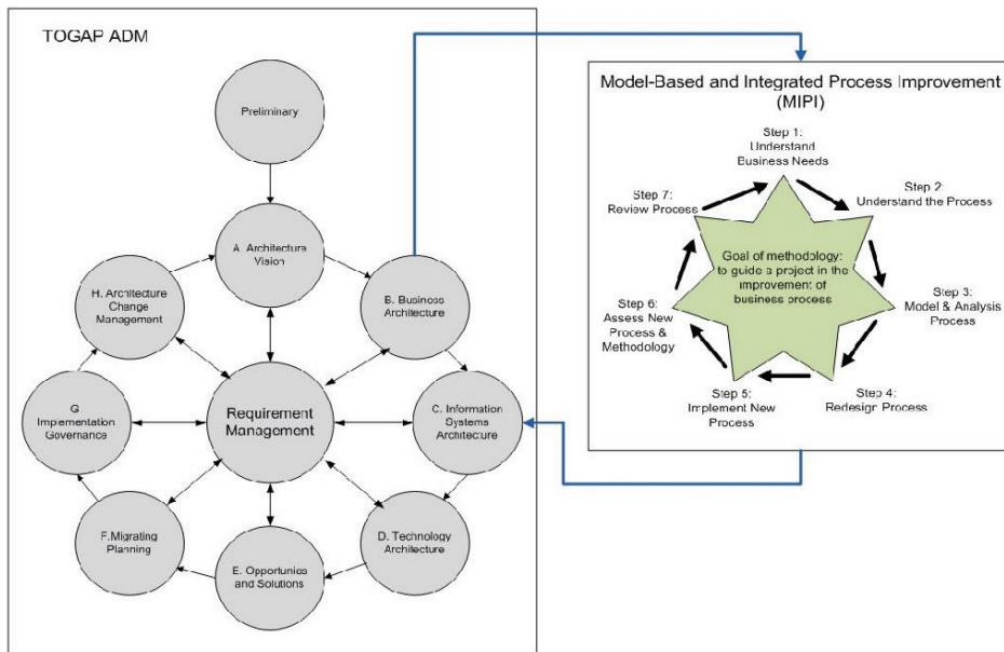 TOGAP ADM
Preliminary
A. Architecture
Vision
B. Business
Architecture
H. Architecture
Change
Management
Requirement
Management
C. Information
Systems
Architecture
G.
Implementation
Governance
D. Technology
Architecture
F.Migrating
Planning
E. Opportunics
and Solutions
Model-Based and Integrated Process Improvement
(MIPI)
Step 1:
Understand
Business Needs
Step 2:
Understand the Process
Step 3:
Model & Analysis
Process
Step 4:
Redesign Process
Step 5:
Implement New
Process
Step 6:
Assess New
Process &
Methodology
Step 7:
Review Process
Goal of methodology:
to guide a project in the
improvement of
business process